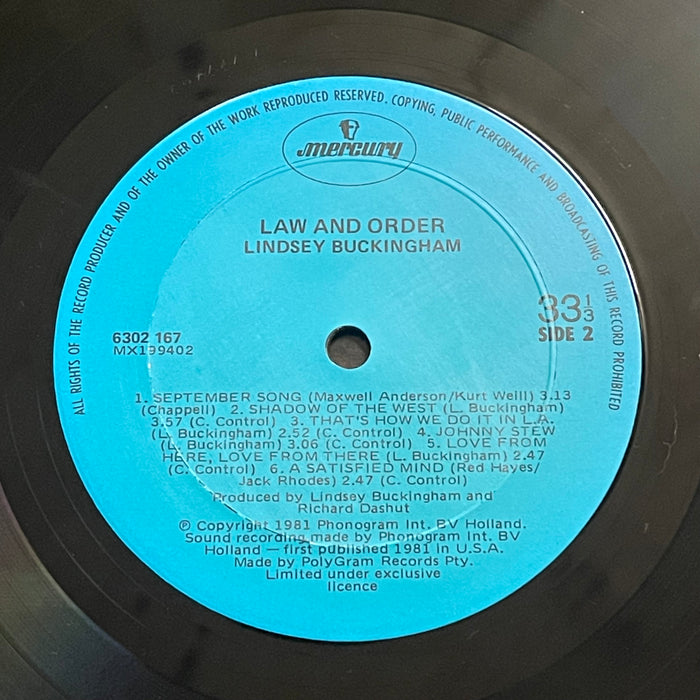 ALL RIGHTS OF THE RECORD PRODUCER AND OF THE OWNER OF THE WORK REPRODUCED RESERVED. COPYING, PUBLIC PERFORMANCE AND BROADCASTING OF THIS RECORD PROHIBITED
mercury
LAW AND ORDER
LINDSEY BUCKINGHAM
33 1/3
SIDE 2
6302 167
MX199402
1. SEPTEMBER SONG (Maxwell Anderson/Kurt Weill) 3.13
(Chappell) 2. SHADOW OF THE WEST (L. Buckingham)
3.57 (C. Control) 3. THAT'S HOW WE DO IT IN L.A.
(L. Buckingham) 2.52 (C. Control) 4. JOHNNY STEW
(L. Buckingham) 3.06 (C. Control) 5. LOVE FROM
HERE, LOVE FROM THERE (L. Buckingham) 2.47
(C. Control) 6. A SATISFIED MIND (Red Hayes/
Jack Rhodes) 2.47 (C. Control)
Produced by Lindsey Buckingham and
Richard Dashut
℗ Copyright 1981 Phonogram Int. BV Holland.
Sound recording made by Phonogram Int. BV
Holland — first published 1981 in U.S.A.
Made by PolyGram Records Pty.
Limited under exclusive
licence